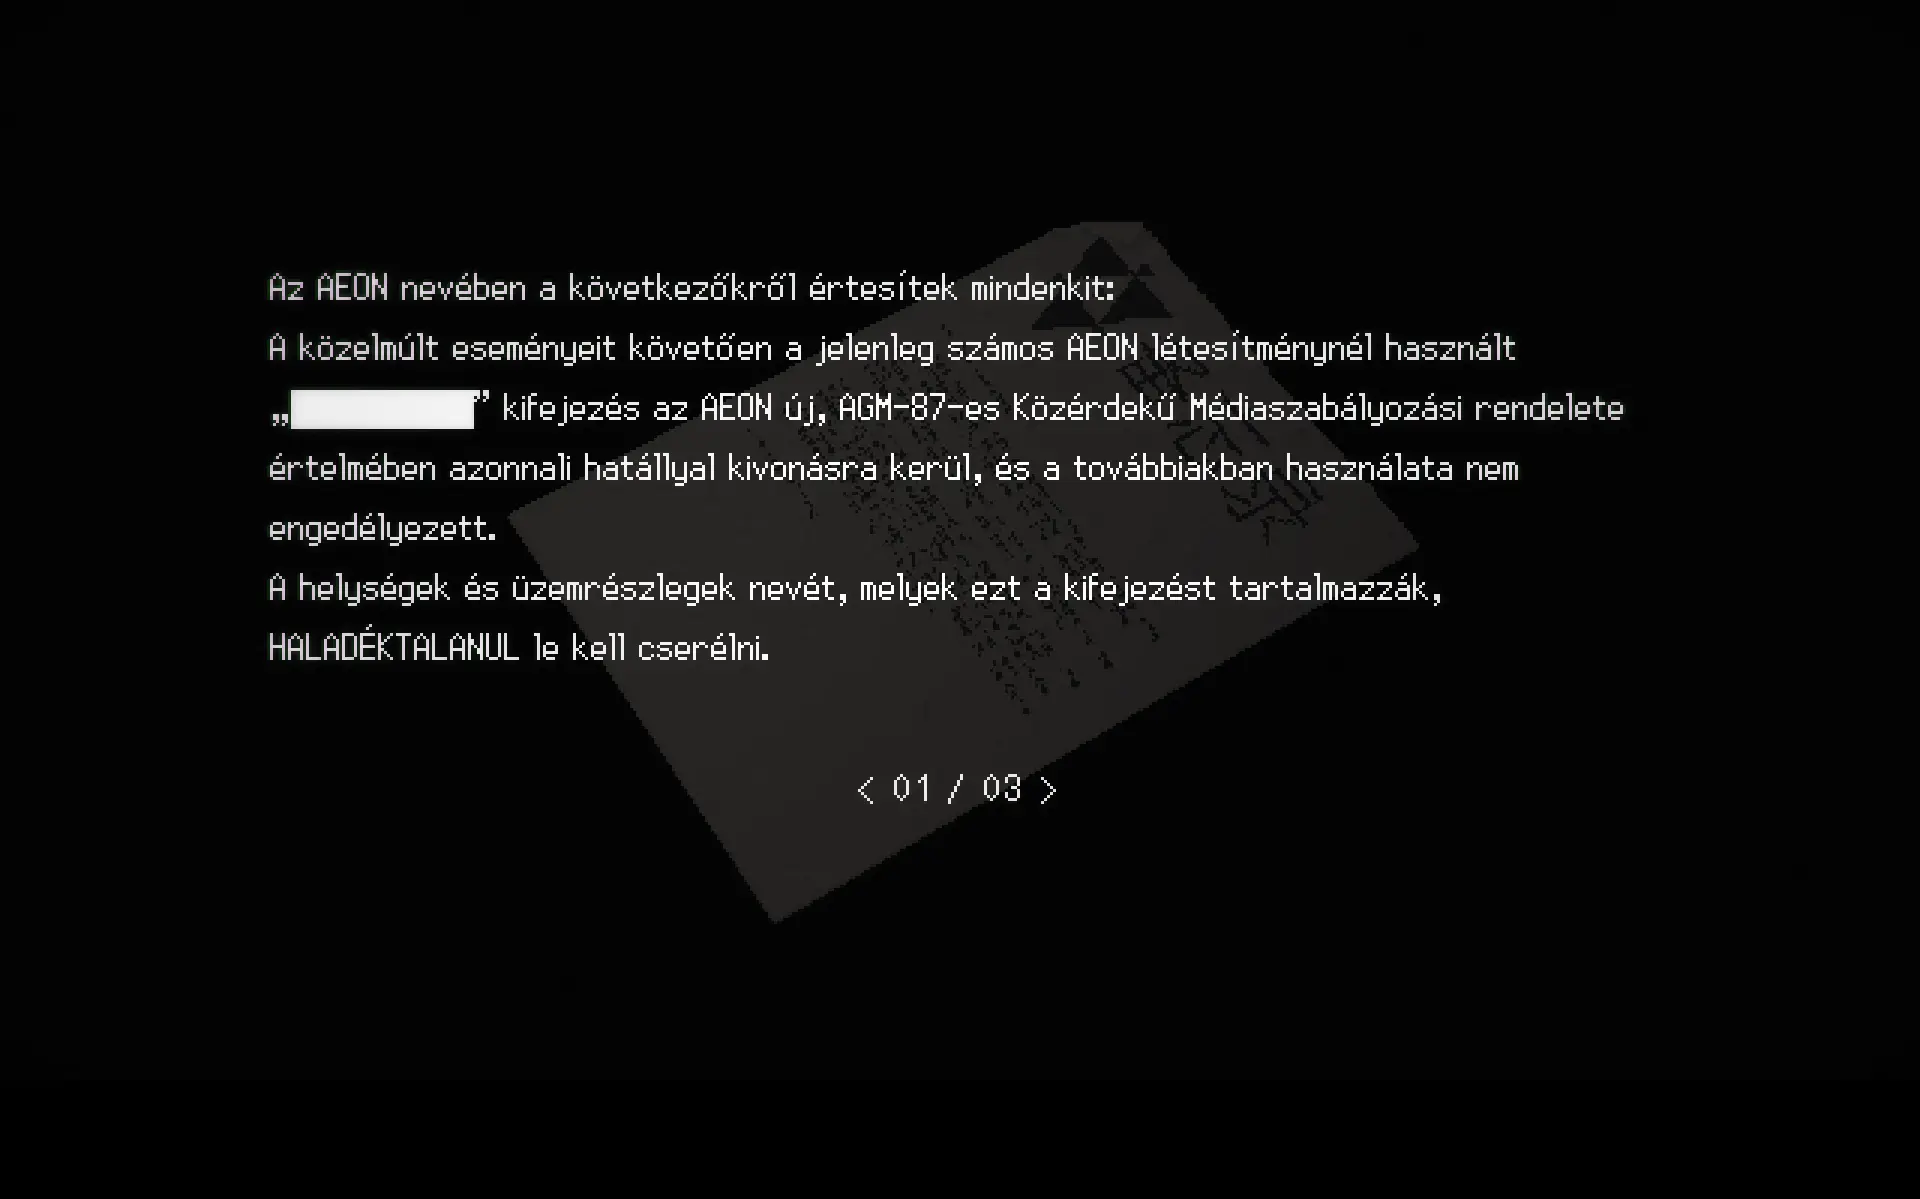 Az AEON nevében a következőkről értesítek mindenkit:
A közelmúlt eseményeit követően a jelenleg számos AEON létesítménynél használt
„ ” kifejezés az AEON új, AGM-87-es Közérdekű Médiaszabályozási rendelete
értelmében azonnali hatállyal kivonásra kerül, és a továbbiakban használata nem
engedélyezett.
A helységek és üzemrészlegek nevét, melyek ezt a kifejezést tartalmazzák,
HALADÉKTALANUL le kell cserélni.
< 01 / 03 >